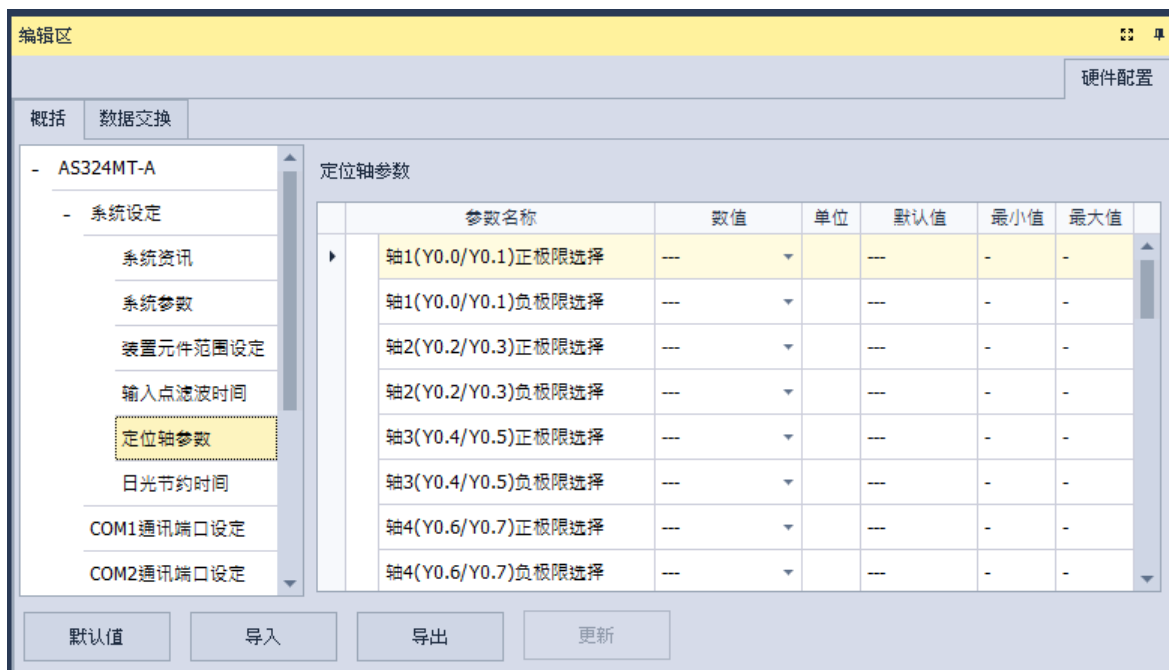 编辑区
硬件配置
概括 数据交换
- AS324MT-A
- 系统设定
系统资讯
系统参数
装置元件范围设定
输入点滤波时间
定位轴参数
日光节约时间
COM1通讯端口设定
COM2通讯端口设定
定位轴参数
参数名称 数值 单位 默认值 最小值 最大值
轴1(Y0.0/Y0.1)正极限选择 --- --- - -
轴1(Y0.0/Y0.1)负极限选择 --- --- - -
轴2(Y0.2/Y0.3)正极限选择 --- --- - -
轴2(Y0.2/Y0.3)负极限选择 --- --- - -
轴3(Y0.4/Y0.5)正极限选择 --- --- - -
轴3(Y0.4/Y0.5)负极限选择 --- --- - -
轴4(Y0.6/Y0.7)正极限选择 --- --- - -
轴4(Y0.6/Y0.7)负极限选择 --- --- - -
默认值 导入 导出 更新